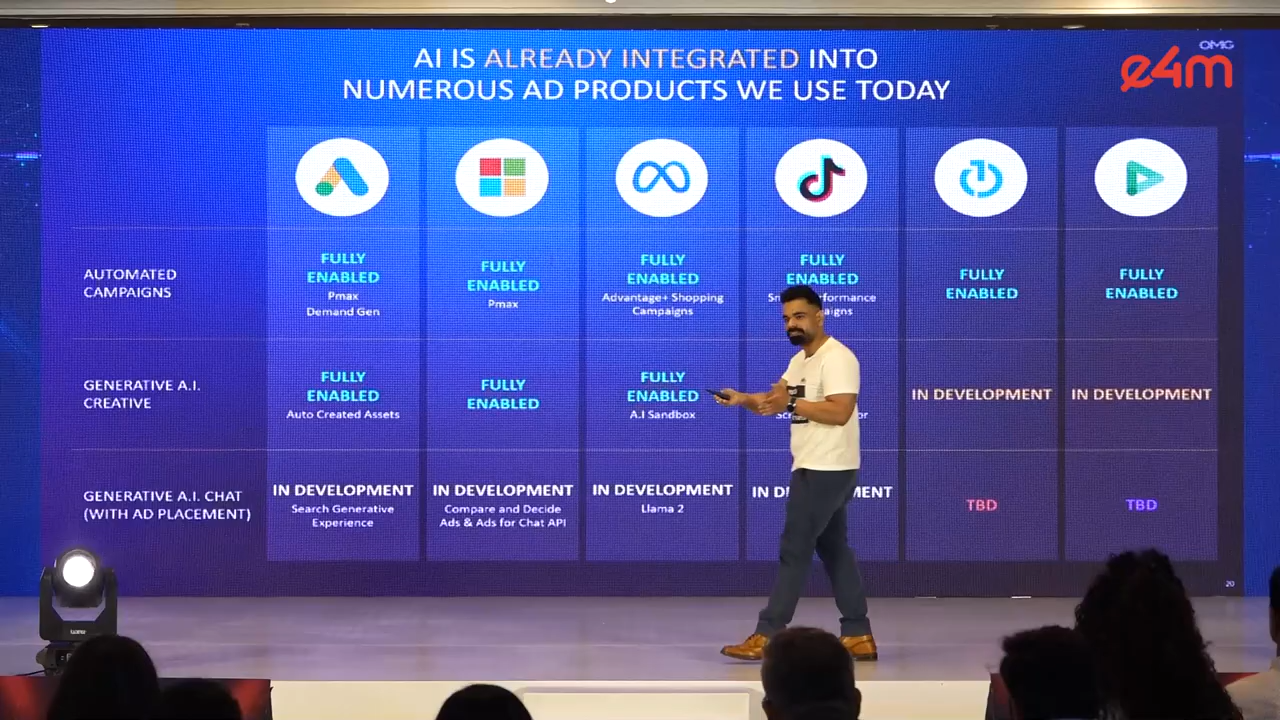 AI IS ALREADY INTEGRATED INTO
NUMEROUS AD PRODUCTS WE USE TODAY
OMG
e4m
AUTOMATED
CAMPAIGNS
FULLY
ENABLED
Pmax
Demand Gen
FULLY
ENABLED
Pmax
FULLY
ENABLED
Advantage+ Shopping
Campaigns
FULLY
ENABLED
FULLY
ENABLED
FULLY
ENABLED
GENERATIVE A.I.
CREATIVE
FULLY
ENABLED
Auto Created Assets
FULLY
ENABLED
FULLY
ENABLED
A.I Sandbox
IN DEVELOPMENT
IN DEVELOPMENT
GENERATIVE A.I. CHAT
(WITH AD PLACEMENT)
IN DEVELOPMENT
Search Generative
Experience
IN DEVELOPMENT
Compare and Decide
Ads & Ads for Chat API
IN DEVELOPMENT
Llama 2
IN
TBD
TBD
20